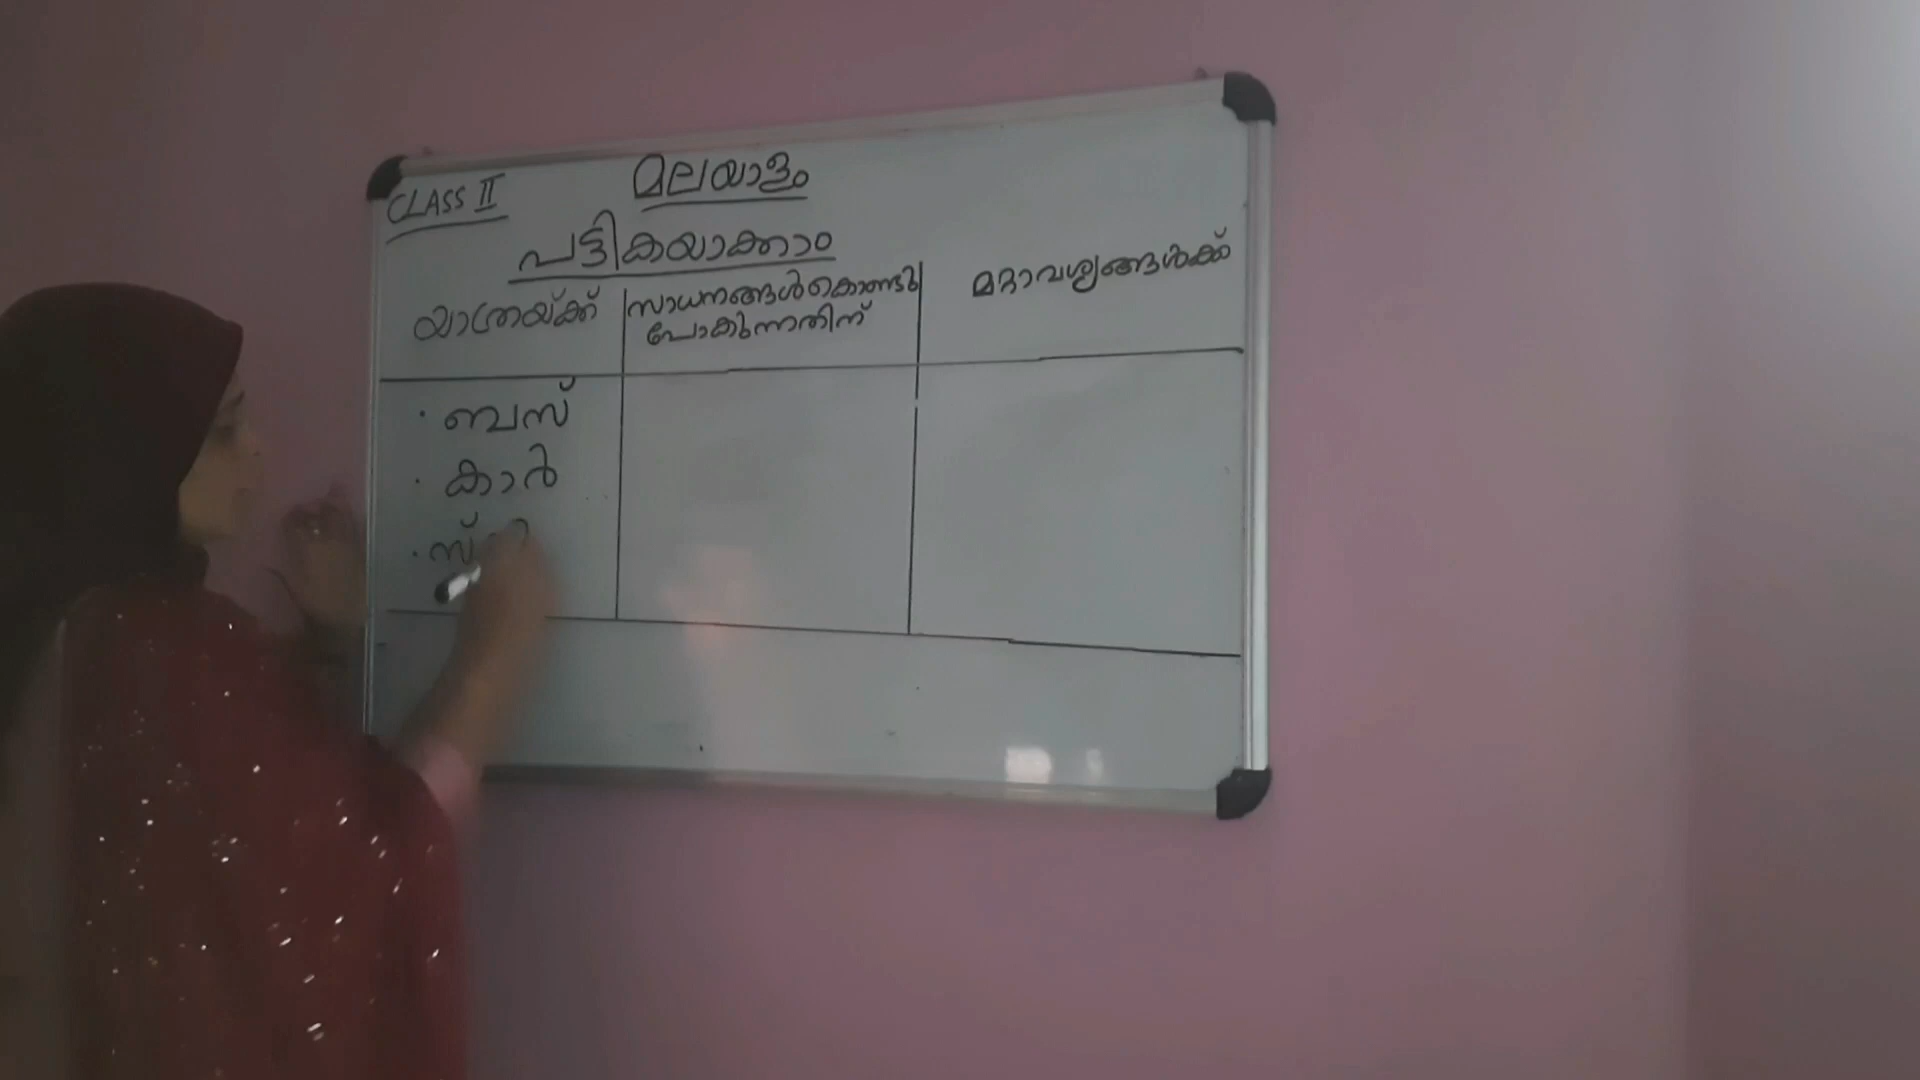 CLASS II
മലയാളം
പട്ടികയാക്കാം
യാത്രയ്ക്ക്
സാധനങ്ങൾകൊണ്ടു
പോകുന്നതിന്
മറ്റാവശ്യങ്ങൾക്ക്
· ബസ്
· കാർ